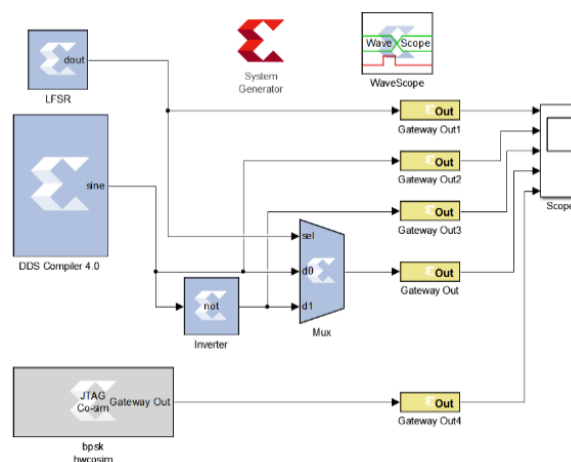 dout
LFSR
System
Generator
Wave Scope
WaveScope
Out
Gateway Out1
sine
DDS Compiler 4.0
Out
Gateway Out2
Out
Gateway Out3
Scope
sel
d0
d1
Mux
not
Inverter
Out
Gateway Out
JTAG
Co-sim
Gateway Out
bpsk
hwcosim
Out
Gateway Out4